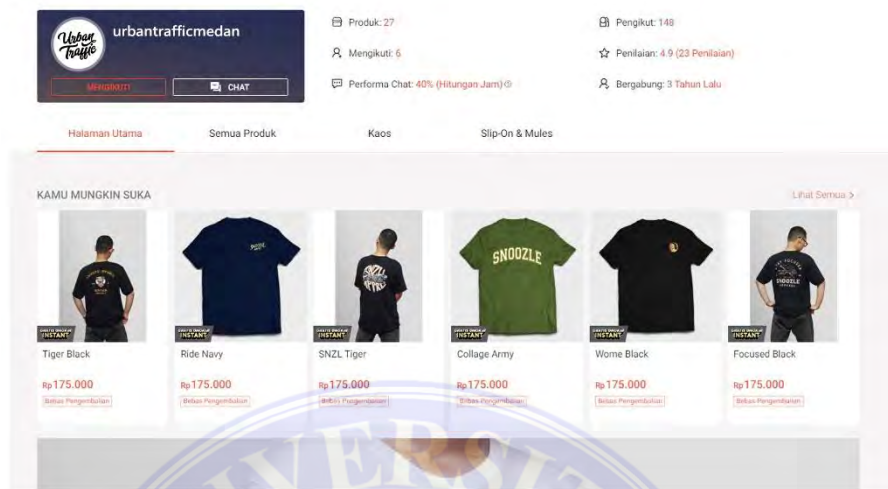 Urban Traffic
urbantrafficmedan
MENGIKUTI
CHAT
Produk: 27
Mengikuti: 6
Performa Chat: 40% (Hitungan Jam)
Pengikut: 148
Penilaian: 4.9 (23 Penilaian)
Bergabung: 3 Tahun Lalu
Halaman Utama
Semua Produk
Kaos
Slip-On & Mules
KAMU MUNGKIN SUKA
Lihat Semua >
SNOOZLE
SNZL
SNOOZLE
INSTANT
INSTANT
INSTANT
INSTANT
INSTANT
INSTANT
Tiger Black
Ride Navy
SNZL Tiger
Collage Army
Wome Black
Focused Black
Rp175.000
Rp175.000
Rp175.000
Rp175.000
Rp175.000
Rp175.000
Bebas Pengembalian
Bebas Pengembalian
Bebas Pengembalian
Bebas Pengembalian
Bebas Pengembalian
Bebas Pengembalian
VERSIT